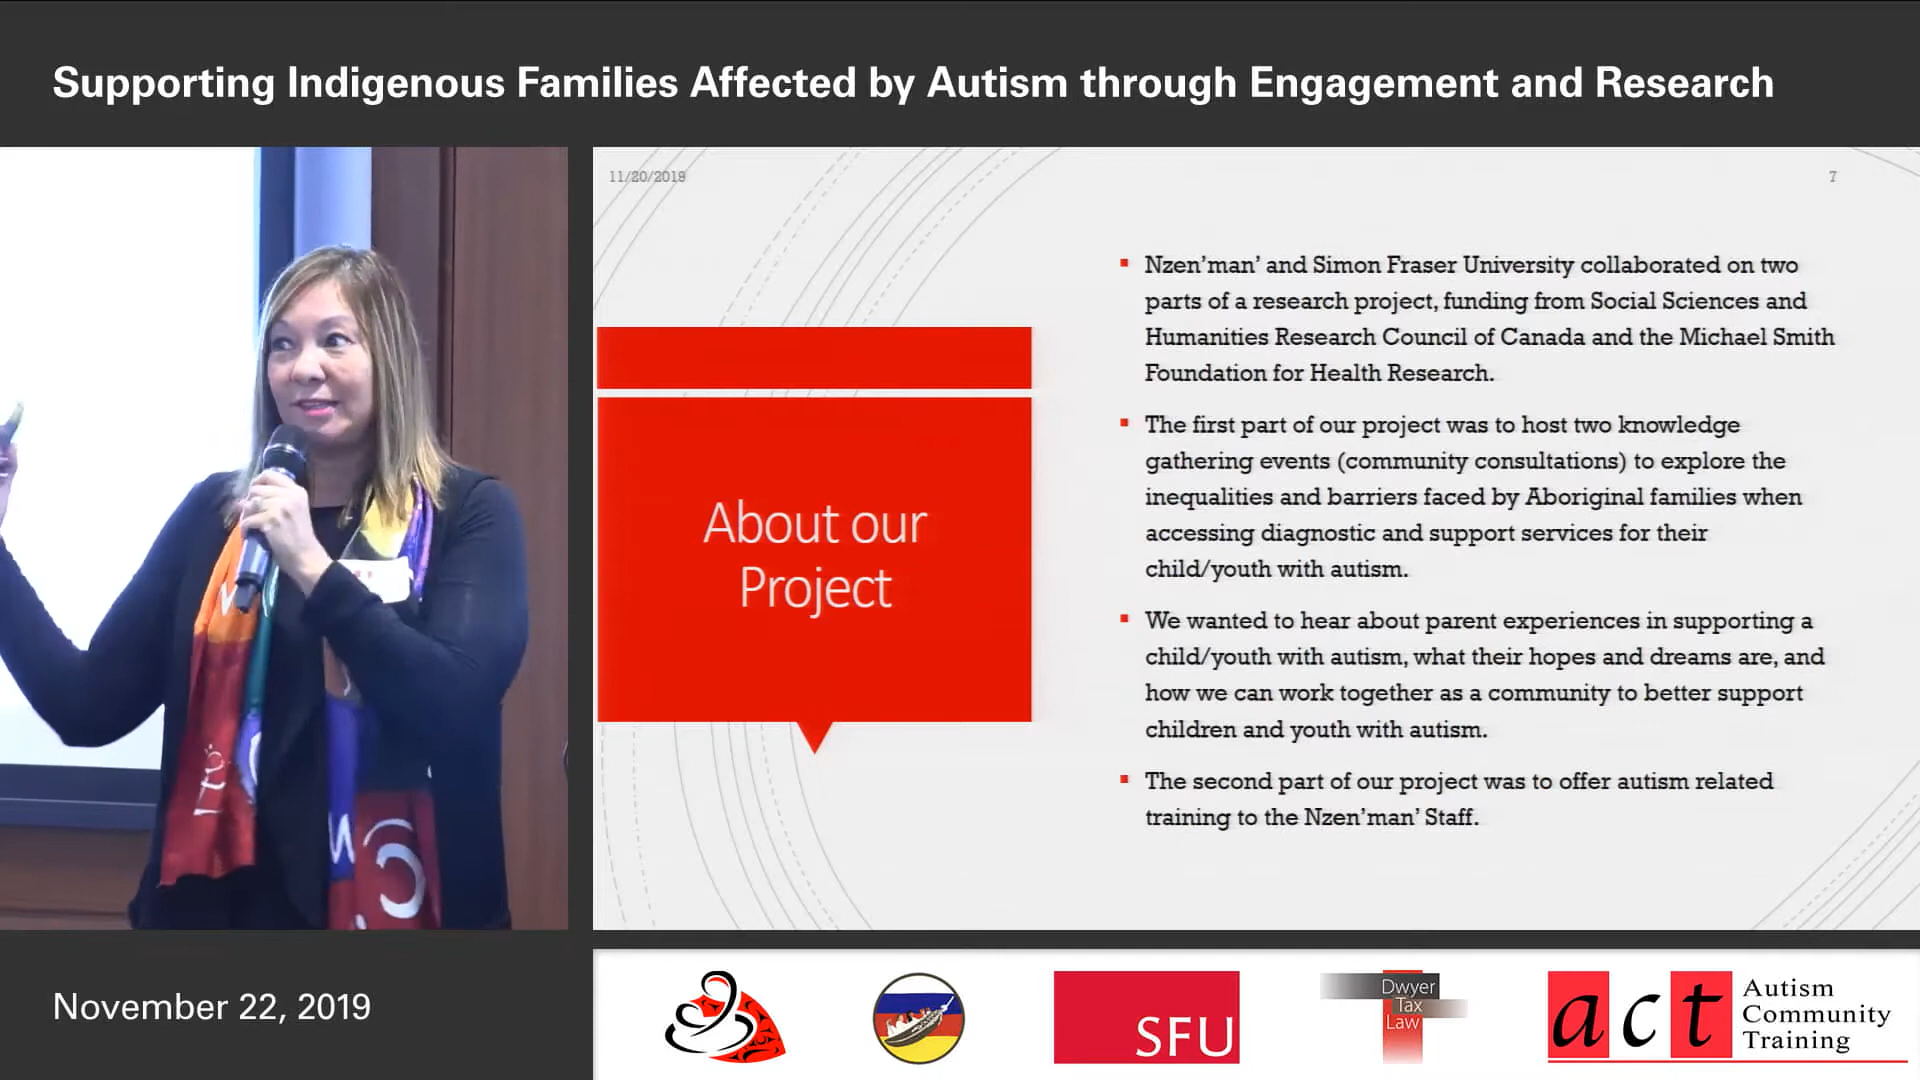 Supporting Indigenous Families Affected by Autism through Engagement and Research
11/20/2019
7
About our
Project
▪ Nzen’man’ and Simon Fraser University collaborated on two
parts of a research project, funding from Social Sciences and
Humanities Research Council of Canada and the Michael Smith
Foundation for Health Research.
▪ The first part of our project was to host two knowledge
gathering events (community consultations) to explore the
inequalities and barriers faced by Aboriginal families when
accessing diagnostic and support services for their
child/youth with autism.
▪ We wanted to hear about parent experiences in supporting a
child/youth with autism, what their hopes and dreams are, and
how we can work together as a community to better support
children and youth with autism.
▪ The second part of our project was to offer autism related
training to the Nzen’man’ Staff.
November 22, 2019
SFU
Dwyer
Tax
Law
act
Autism
Community
Training